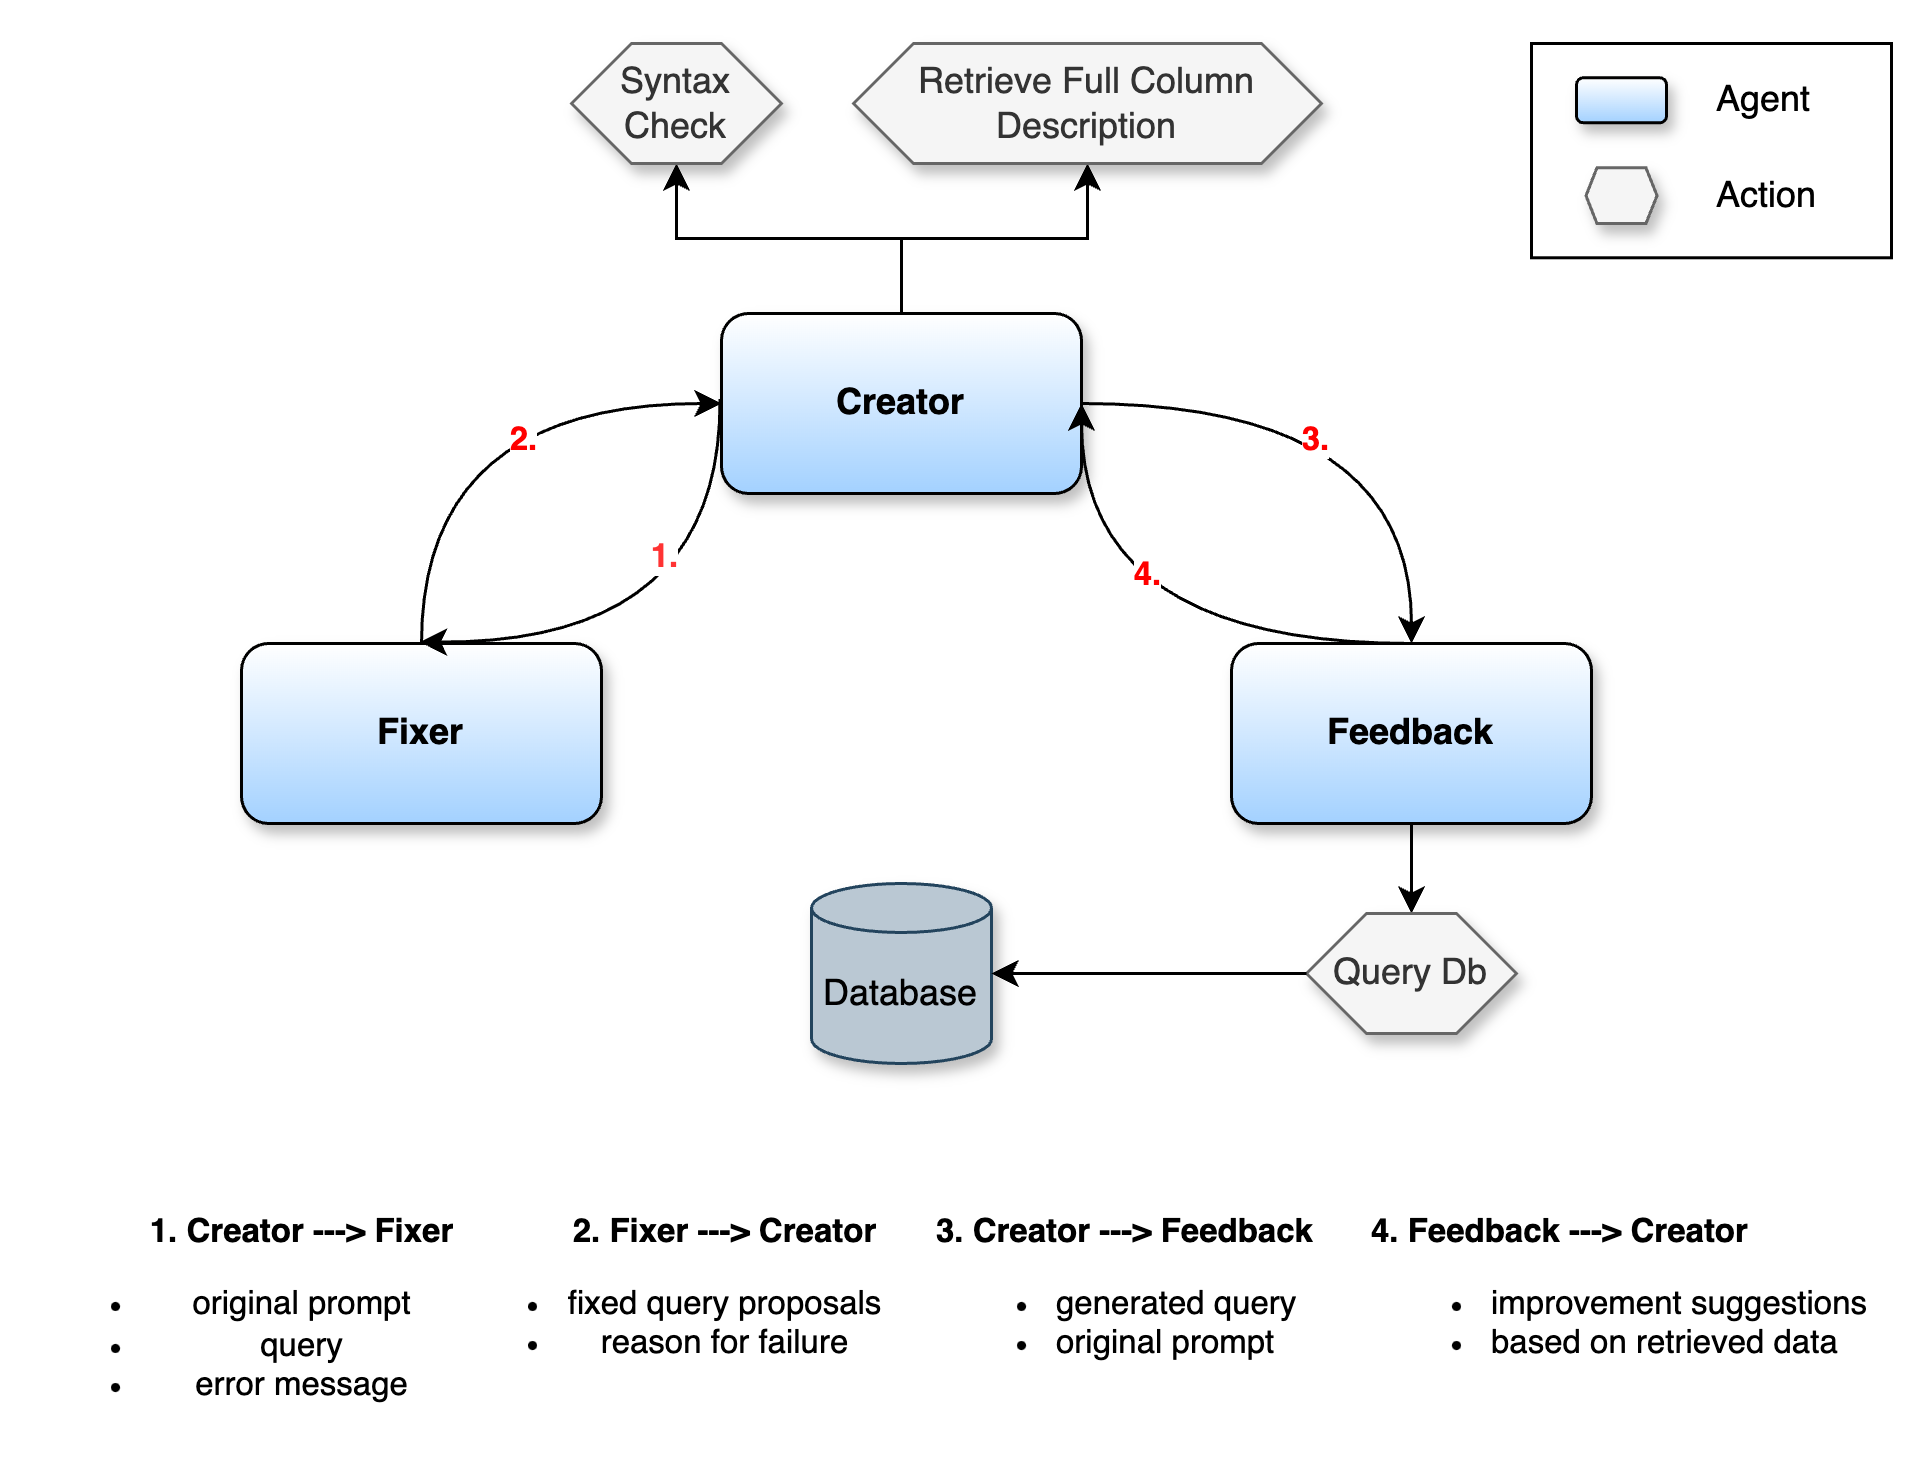 Syntax
Check
Retrieve Full Column
Description
Agent
Action
Creator
2.
3.
1.
4.
Fixer
Feedback
Database
Query Db
1. Creator ---> Fixer
• original prompt
• query
• error message
2. Fixer ---> Creator
• fixed query proposals
• reason for failure
3. Creator ---> Feedback
• generated query
• original prompt
4. Feedback ---> Creator
• improvement suggestions
• based on retrieved data